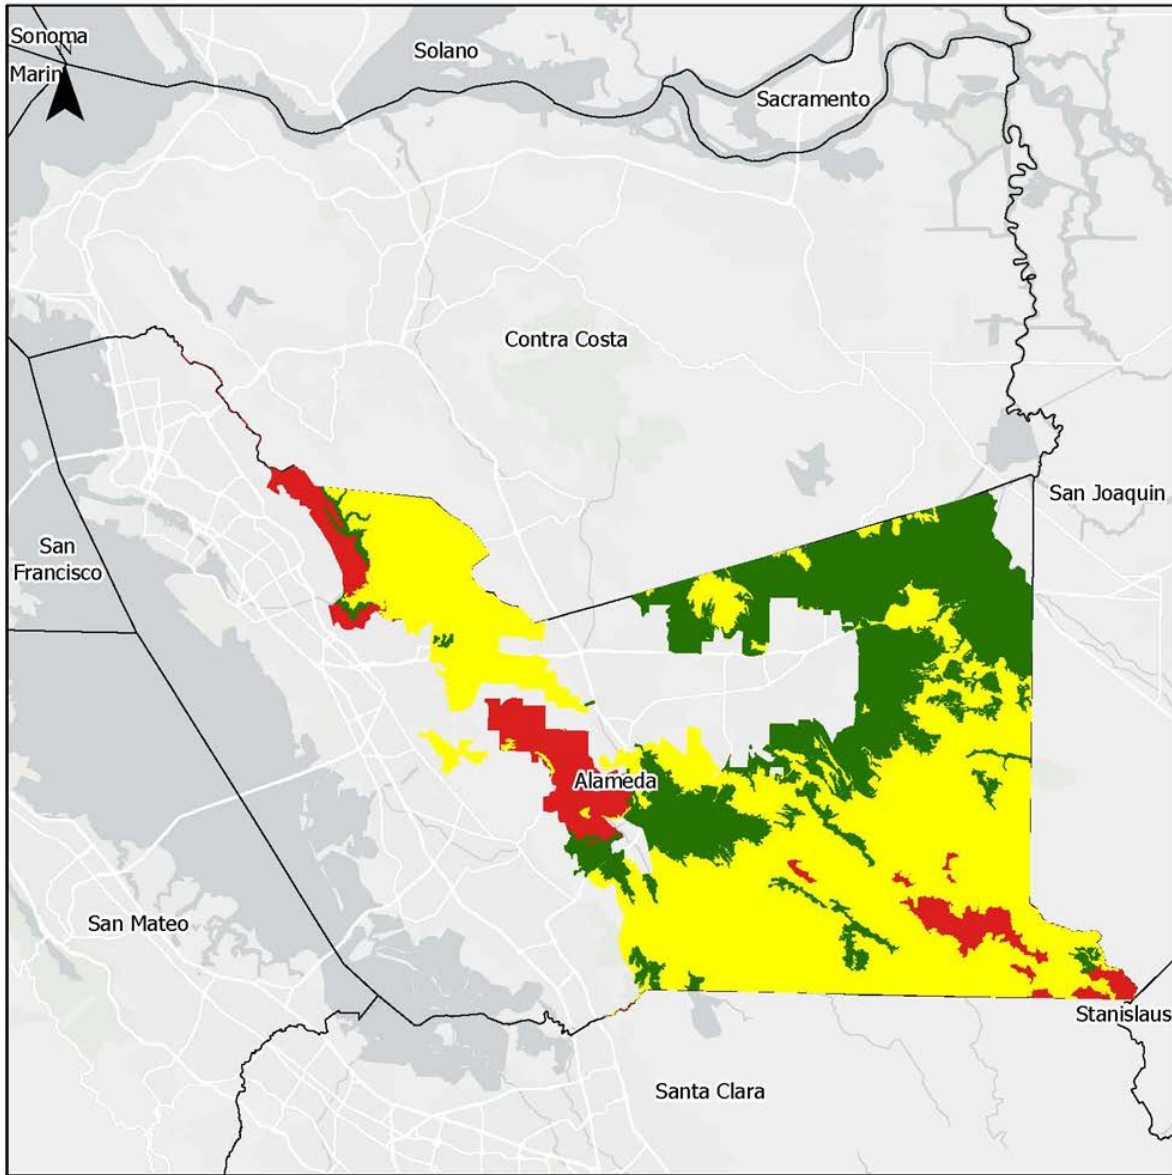 Sonoma
N
Marin
Solano
Sacramento
Contra Costa
San Joaquin
San
Francisco
Alameda
San Mateo
Stanislaus
Santa Clara